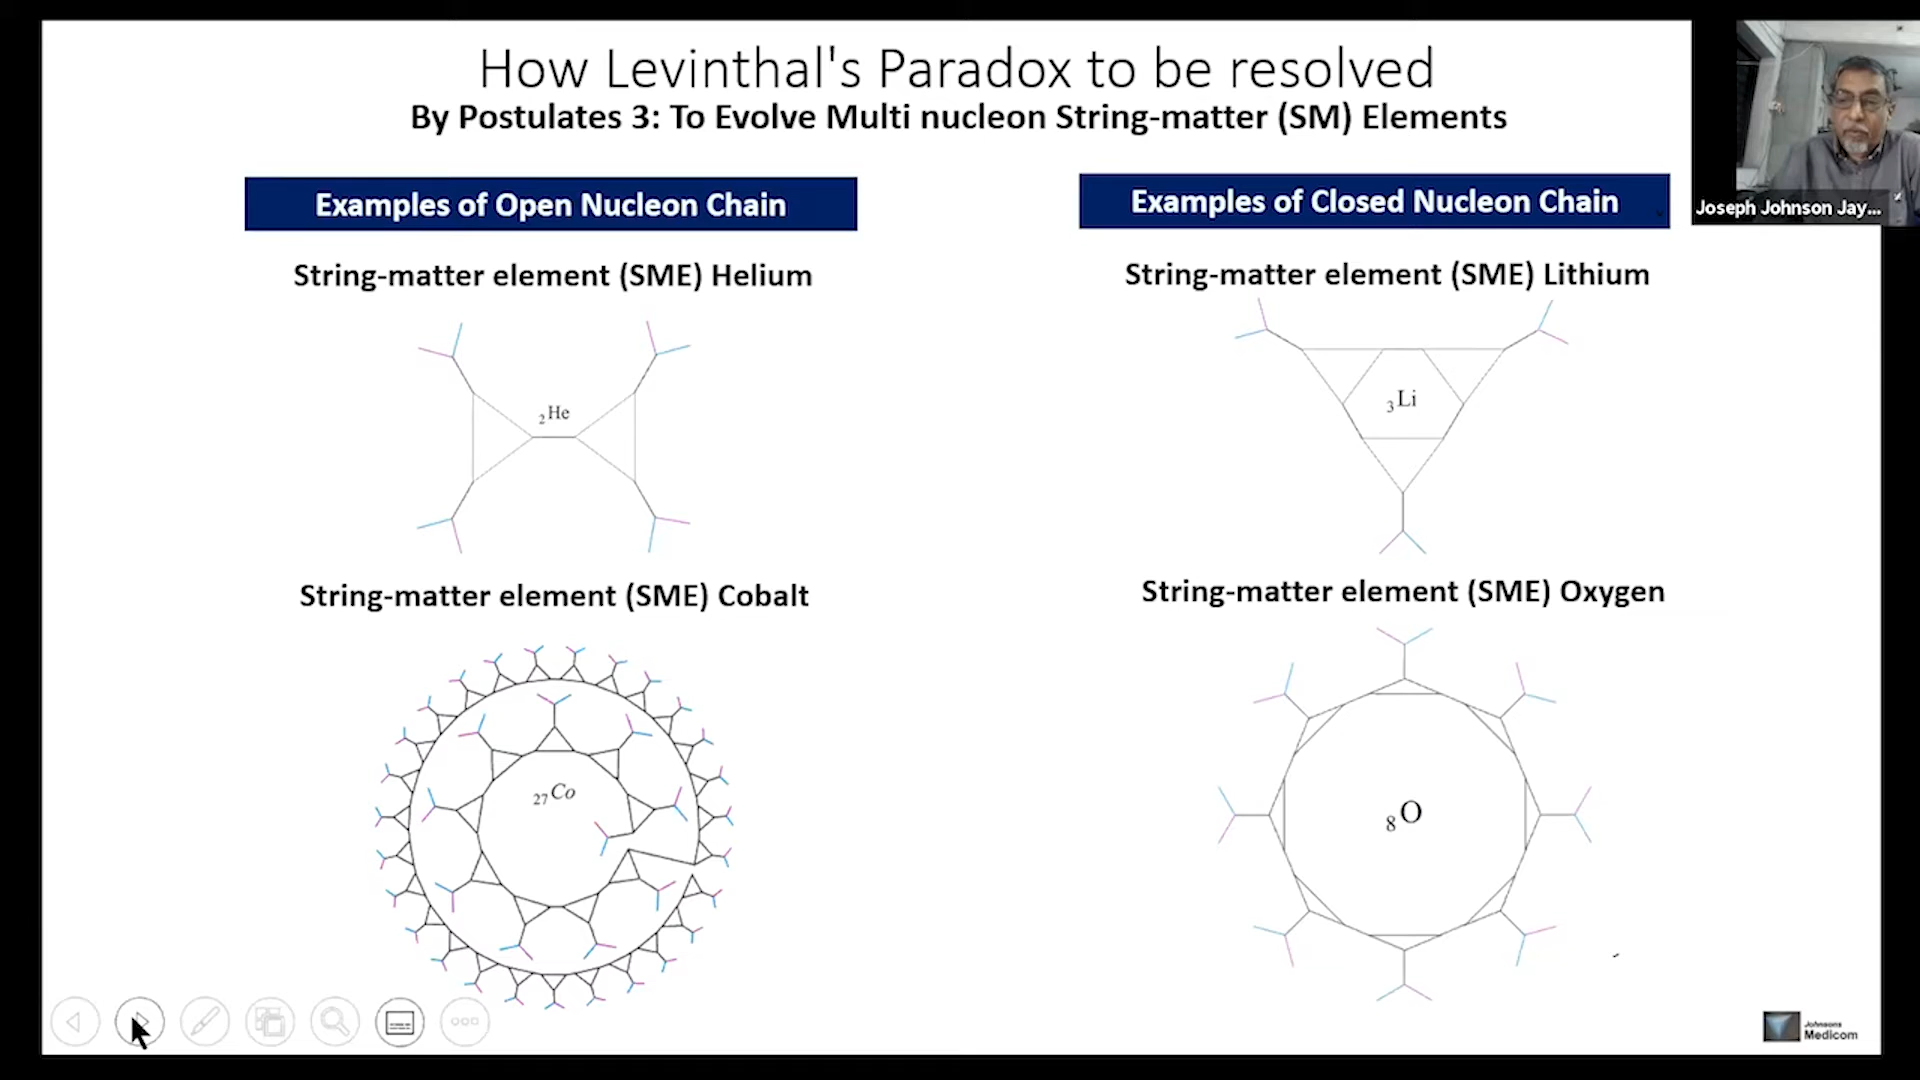 How Levinthal's Paradox to be resolved
By Postulates 3: To Evolve Multi nucleon String-matter (SM) Elements
Joseph Johnson Jay...
Examples of Open Nucleon Chain
Examples of Closed Nucleon Chain
String-matter element (SME) Helium
String-matter element (SME) Lithium
₂He
₃Li
String-matter element (SME) Cobalt
String-matter element (SME) Oxygen
₂₇Co
₈O
Johnsons
Medicom